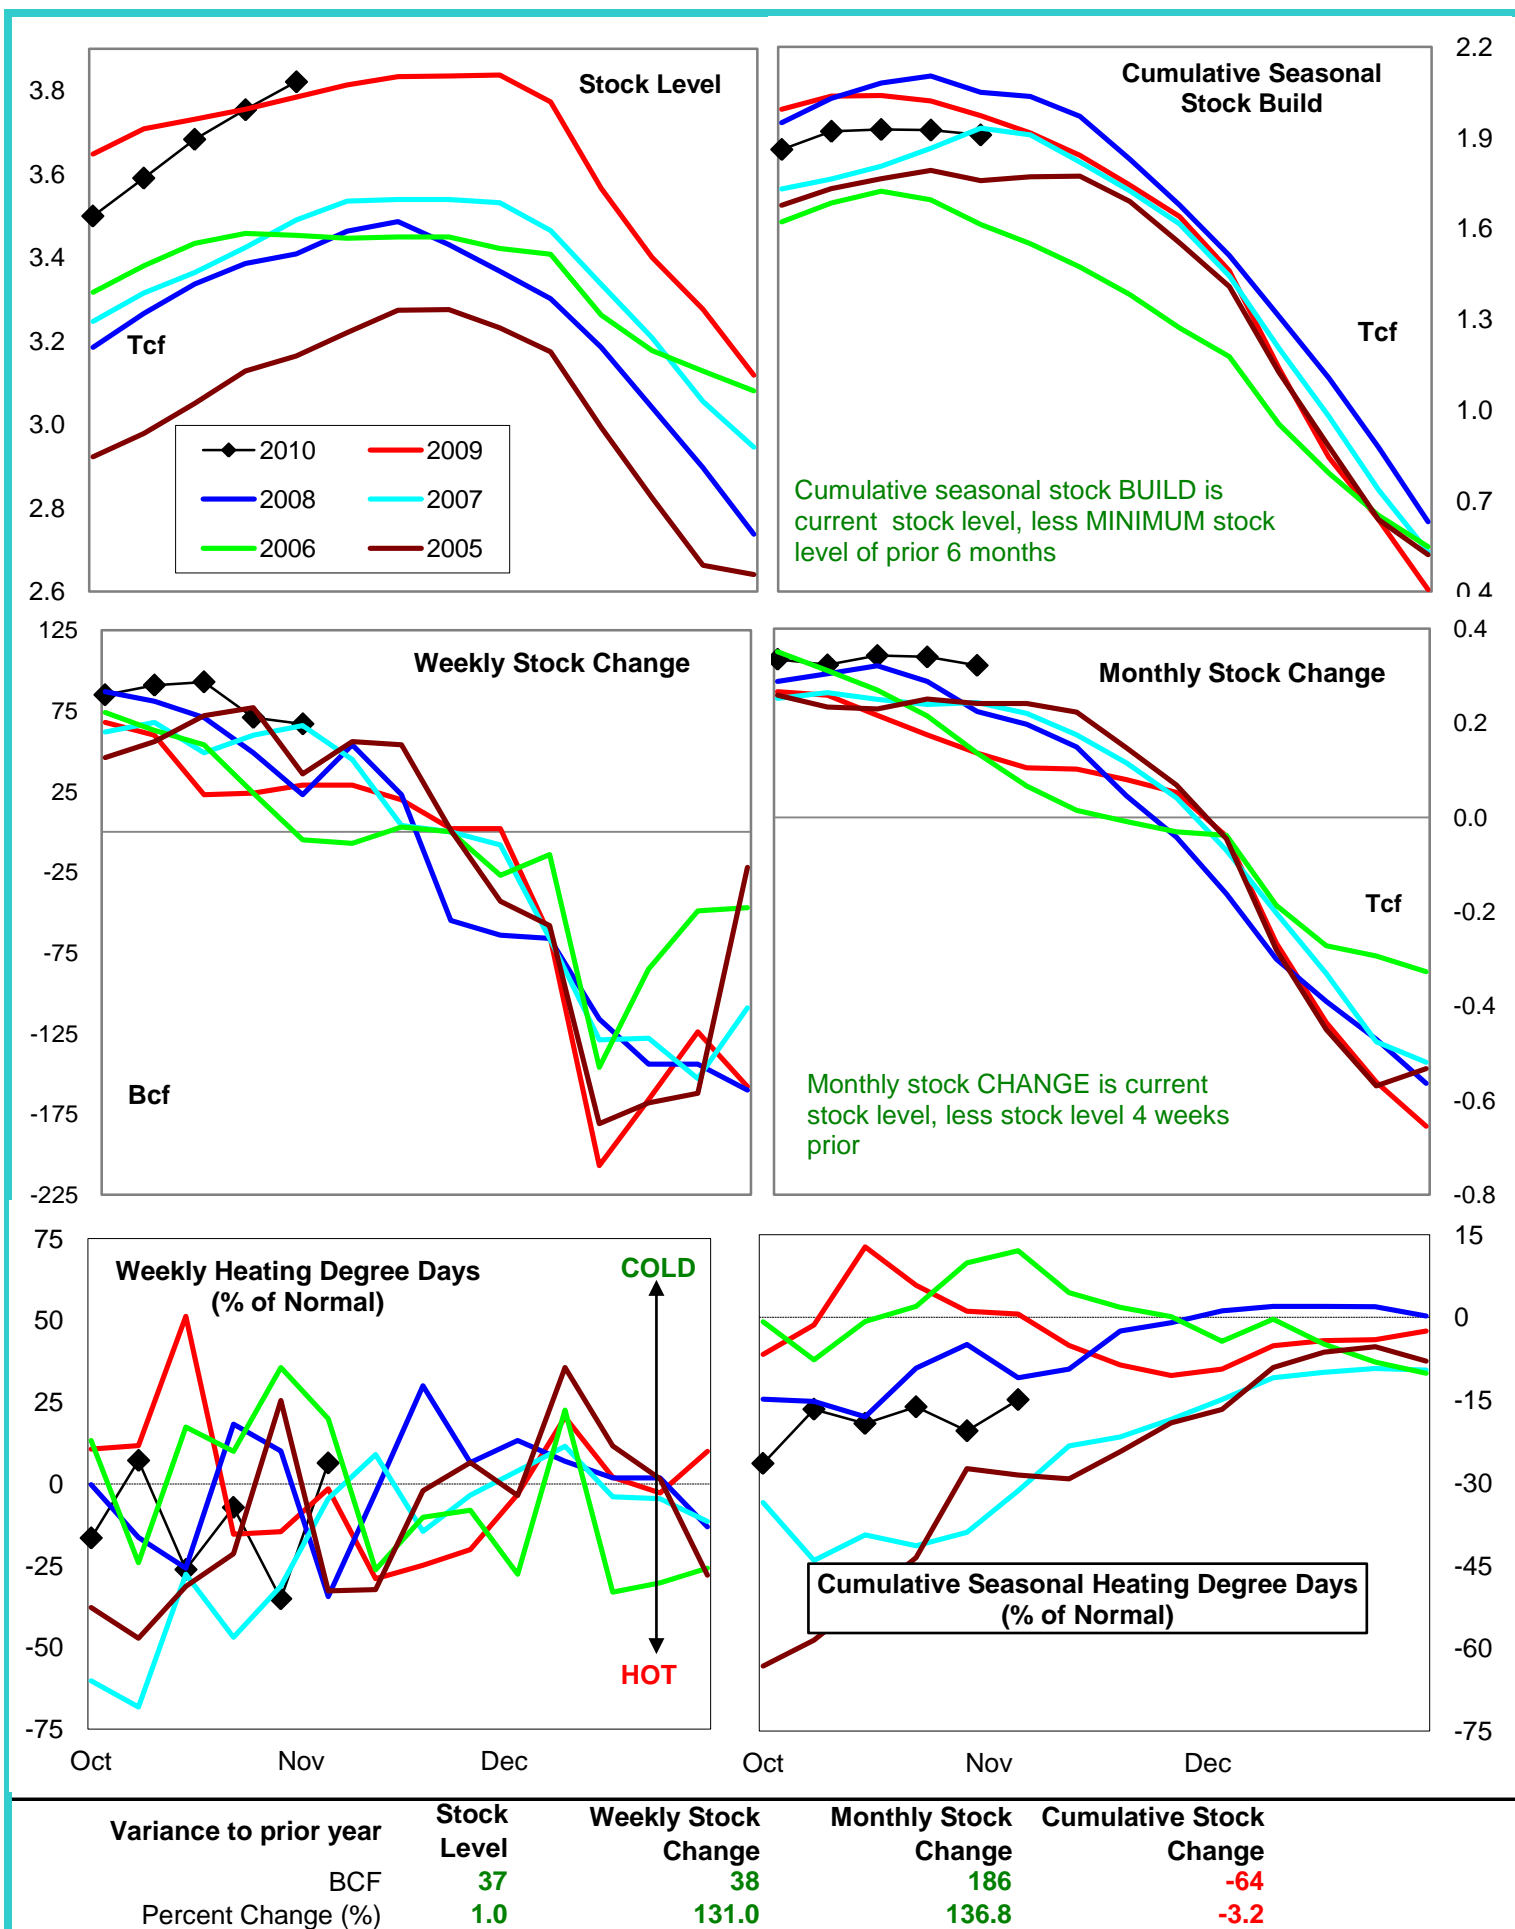 Stock Level
3.8
3.6
3.4
3.2
3.0
2.8
2.6
Tcf
2010
2009
2008
2007
2006
2005
Cumulative Seasonal
Stock Build
2.2
1.9
1.6
1.3
1.0
0.7
0.4
Tcf
Cumulative seasonal stock BUILD is
current stock level, less MINIMUM stock
level of prior 6 months
Weekly Stock Change
125
75
25
-25
-75
-125
-175
-225
Bcf
Monthly Stock Change
0.4
0.2
0.0
-0.2
-0.4
-0.6
-0.8
Tcf
Monthly stock CHANGE is current
stock level, less stock level 4 weeks
prior
Weekly Heating Degree Days
(% of Normal)
75
50
25
0
-25
-50
-75
COLD
HOT
Oct Nov Dec
15
0
-15
-30
-45
-60
-75
Cumulative Seasonal Heating Degree Days
(% of Normal)
Oct Nov Dec
Variance to prior year
Stock
Level
Weekly Stock
Change
Monthly Stock
Change
Cumulative Stock
Change
BCF 37 38 186 -64
Percent Change (%) 1.0 131.0 136.8 -3.2